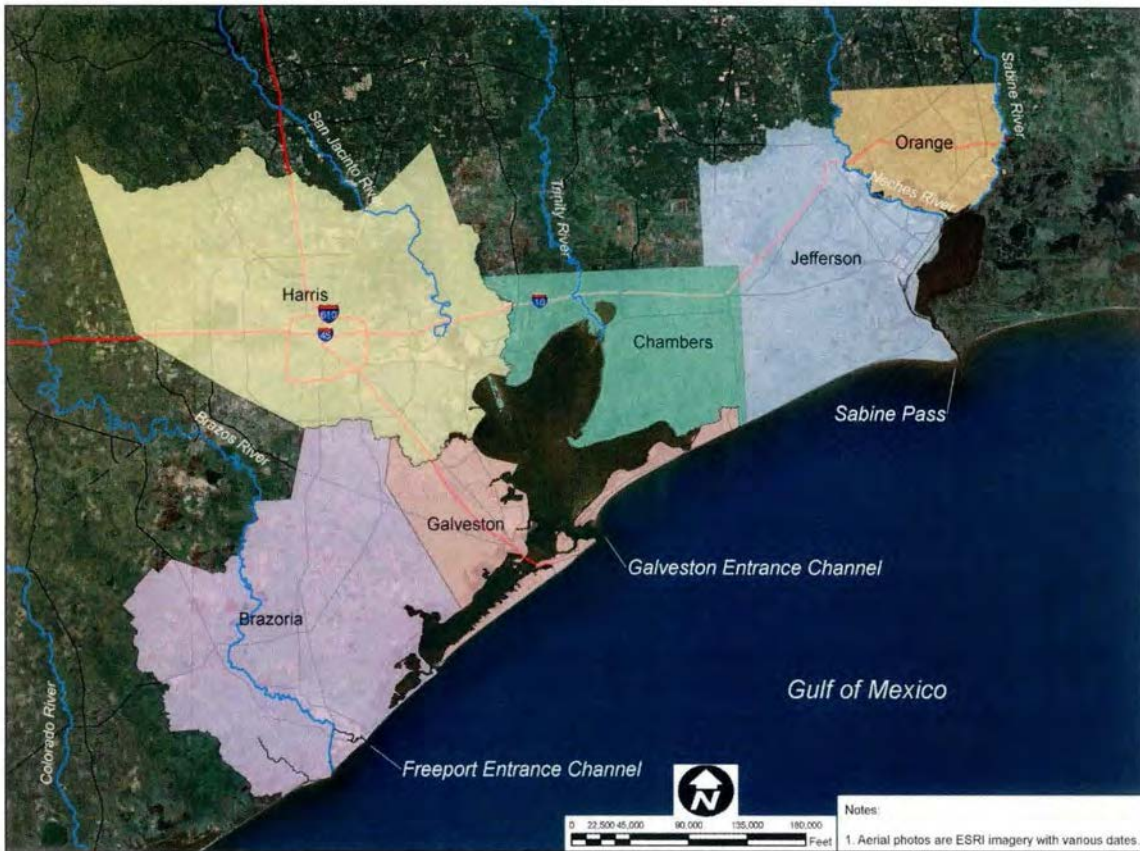 Sabine River
San Jacinto River
Orange
Trinity River
Neches River
Jefferson
Harris
610
45
10
Chambers
Sabine Pass
Brazos River
Galveston
Galveston Entrance Channel
Brazoria
Colorado River
Gulf of Mexico
Freeport Entrance Channel
N
0 22,500 45,000 90,000 135,000 180,000
Feet
Notes:
1. Aerial photos are ESRI imagery with various dates